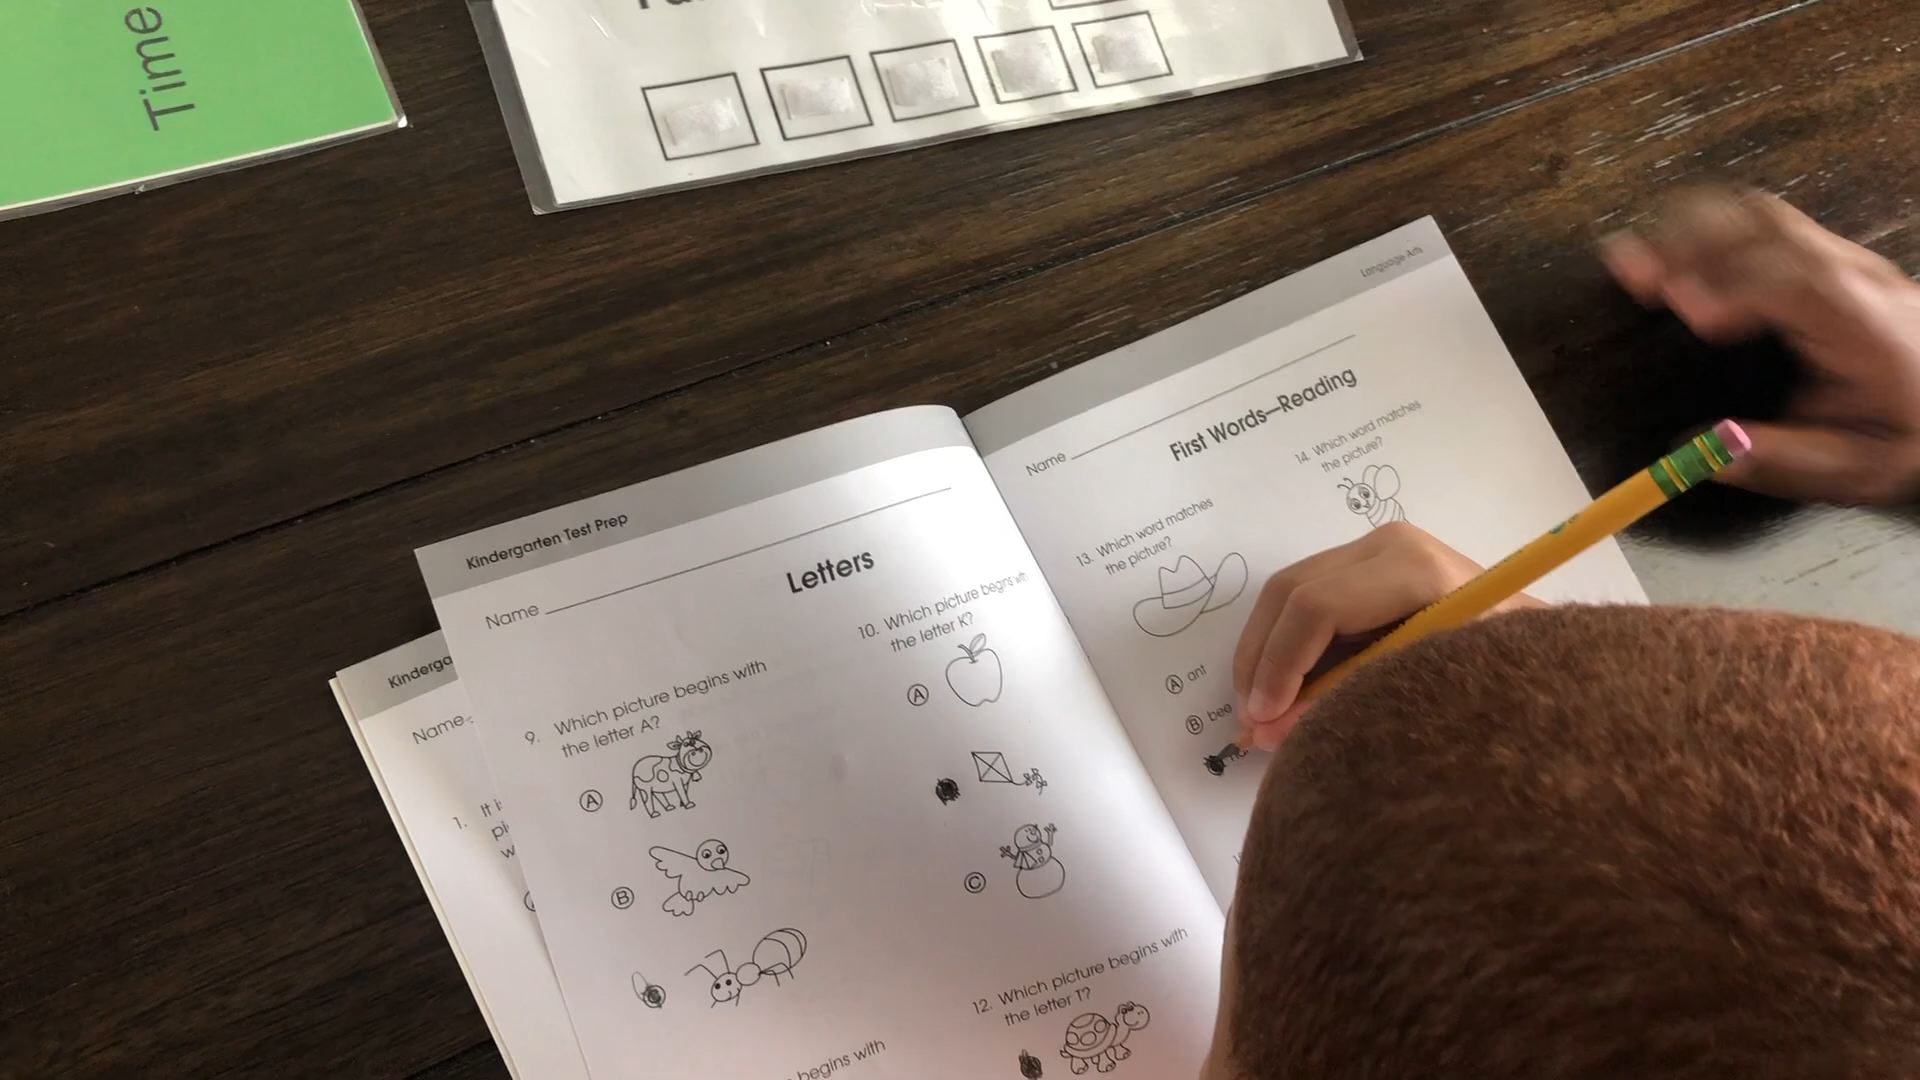 Time
Kindergarten Test Prep
Name
Letters
9. Which picture begins with
the letter A?
A
B
C
10. Which picture begins with
the letter K?
A
C
12. Which picture begins with
the letter T?
begins with
Language Arts
Name
First Words—Reading
13. Which word matches
the picture?
A ant
B bee
14. Which word matches
the picture?
Name
1. It